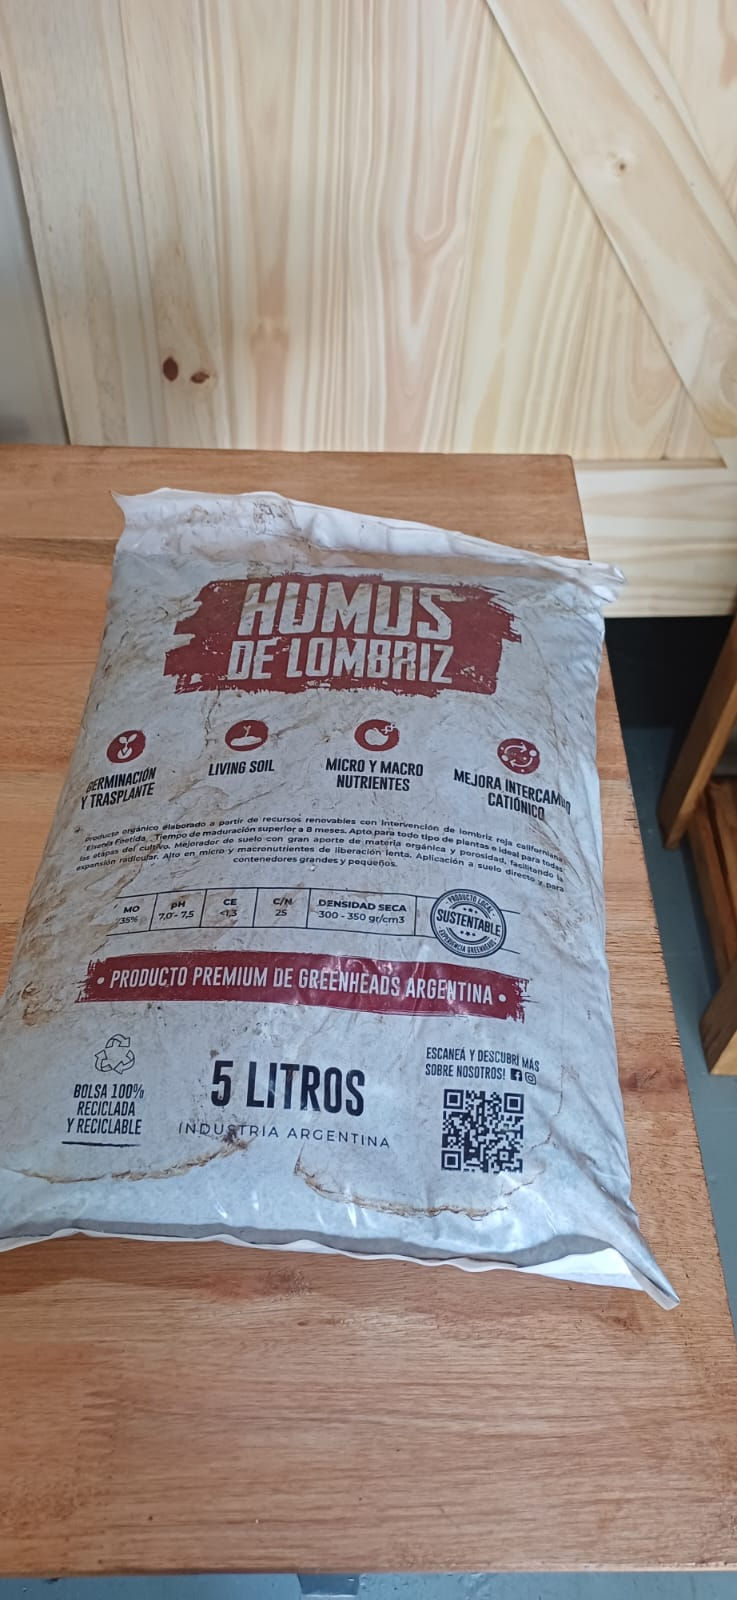 HUMUS
DE LOMBRIZ
GERMINACIÓN
Y TRASPLANTE
LIVING SOIL
MICRO Y MACRO
NUTRIENTES
MEJORA INTERCAMBIO
CATIÓNICO
Producto orgánico elaborado a partir de recursos renovables con intervención de lombriz roja californiana
"Eisenia Foetida". Tiempo de maduración superior a 8 meses. Apto para todo tipo de plantas e ideal para todas
las etapas del cultivo. Mejorador de suelo con gran aporte de materia orgánica y porosidad, facilitando la
expansión radicular. Alto en micro y macronutrientes de liberación lenta. Aplicación a suelo directo y para
contenedores grandes y pequeños.
MO pH CE C/N DENSIDAD SECA
35% 7,0 - 7,5 <1,3 25 300 - 350 gr/cm3
PRODUCTO LOCAL
SUSTENTABLE
EXPERIENCIA GREENHEADS
• PRODUCTO PREMIUM DE GREENHEADS ARGENTINA •
BOLSA 100%
RECICLADA
Y RECICLABLE
5 LITROS
INDUSTRIA ARGENTINA
ESCANEÁ Y DESCUBRÍ MÁS
SOBRE NOSOTROS!